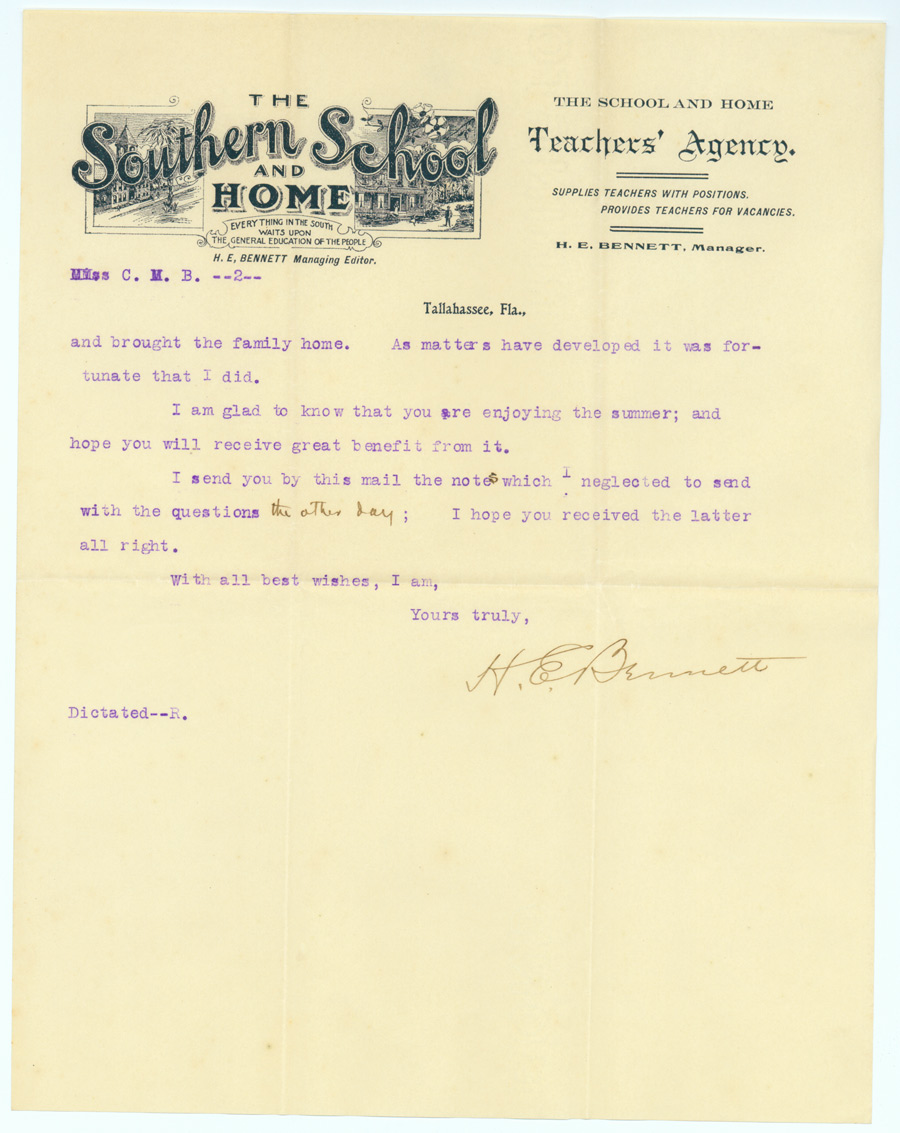 THE
Southern School
AND
HOME
EVERYTHING IN THE SOUTH
WAITS UPON
THE GENERAL EDUCATION OF THE PEOPLE
H. E. BENNETT Managing Editor.
THE SCHOOL AND HOME
Teachers' Agency.
SUPPLIES TEACHERS WITH POSITIONS.
PROVIDES TEACHERS FOR VACANCIES.
H. E. BENNETT, Manager.
Miss C. M. B. --2--
Tallahassee, Fla.,
and brought the family home. As matters have developed it was for-
tunate that I did.
I am glad to know that you are enjoying the summer; and
hope you will receive great benefit from it.
I send you by this mail the notes which I neglected to send
with the questions the other day; I hope you received the latter
all right.
With all best wishes, I am,
Yours truly,
H. E. Bennett
Dictated--R.